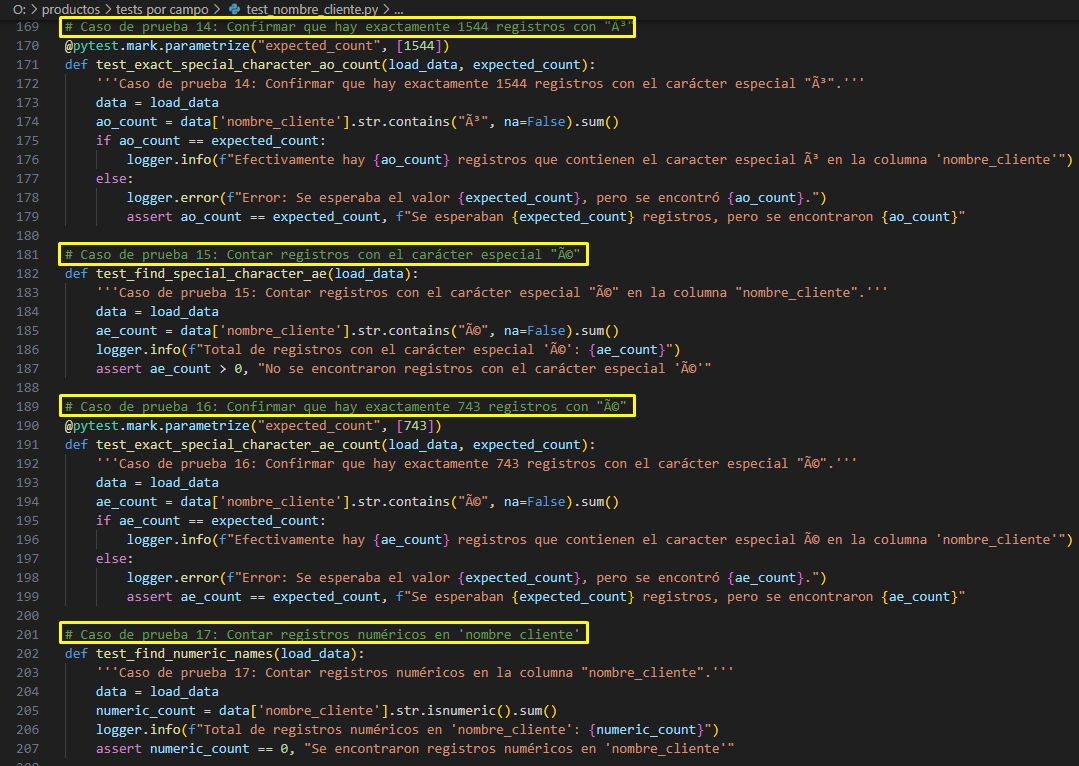 O: > productos > tests por campo > test_nombre_cliente.py > ...
169 # Caso de prueba 14: Confirmar que hay exactamente 1544 registros con "Ã³"
170 @pytest.mark.parametrize("expected_count", [1544])
171 def test_exact_special_character_ao_count(load_data, expected_count):
172     '''Caso de prueba 14: Confirmar que hay exactamente 1544 registros con el carácter especial "Ã³".'''
173     data = load_data
174     ao_count = data['nombre_cliente'].str.contains("Ã³", na=False).sum()
175     if ao_count == expected_count:
176         logger.info(f"Efectivamente hay {ao_count} registros que contienen el caracter especial Ã³ en la columna 'nombre_cliente'")
177     else:
178         logger.error(f"Error: Se esperaba el valor {expected_count}, pero se encontró {ao_count}.")
179         assert ao_count == expected_count, f"Se esperaban {expected_count} registros, pero se encontraron {ao_count}"
180
181 # Caso de prueba 15: Contar registros con el carácter especial "Ã©"
182 def test_find_special_character_ae(load_data):
183     '''Caso de prueba 15: Contar registros con el carácter especial "Ã©" en la columna "nombre_cliente".'''
184     data = load_data
185     ae_count = data['nombre_cliente'].str.contains("Ã©", na=False).sum()
186     logger.info(f"Total de registros con el carácter especial 'Ã©': {ae_count}")
187     assert ae_count > 0, "No se encontraron registros con el carácter especial 'Ã©'"
188
189 # Caso de prueba 16: Confirmar que hay exactamente 743 registros con "Ã©"
190 @pytest.mark.parametrize("expected_count", [743])
191 def test_exact_special_character_ae_count(load_data, expected_count):
192     '''Caso de prueba 16: Confirmar que hay exactamente 743 registros con el carácter especial "Ã©".'''
193     data = load_data
194     ae_count = data['nombre_cliente'].str.contains("Ã©", na=False).sum()
195     if ae_count == expected_count:
196         logger.info(f"Efectivamente hay {ae_count} registros que contienen el caracter especial Ã© en la columna 'nombre_cliente'")
197     else:
198         logger.error(f"Error: Se esperaba el valor {expected_count}, pero se encontró {ae_count}.")
199         assert ae_count == expected_count, f"Se esperaban {expected_count} registros, pero se encontraron {ae_count}"
200
201 # Caso de prueba 17: Contar registros numéricos en 'nombre_cliente'
202 def test_find_numeric_names(load_data):
203     '''Caso de prueba 17: Contar registros numéricos en la columna "nombre_cliente".'''
204     data = load_data
205     numeric_count = data['nombre_cliente'].str.isnumeric().sum()
206     logger.info(f"Total de registros numéricos en 'nombre_cliente': {numeric_count}")
207     assert numeric_count == 0, "Se encontraron registros numéricos en 'nombre_cliente'"
208